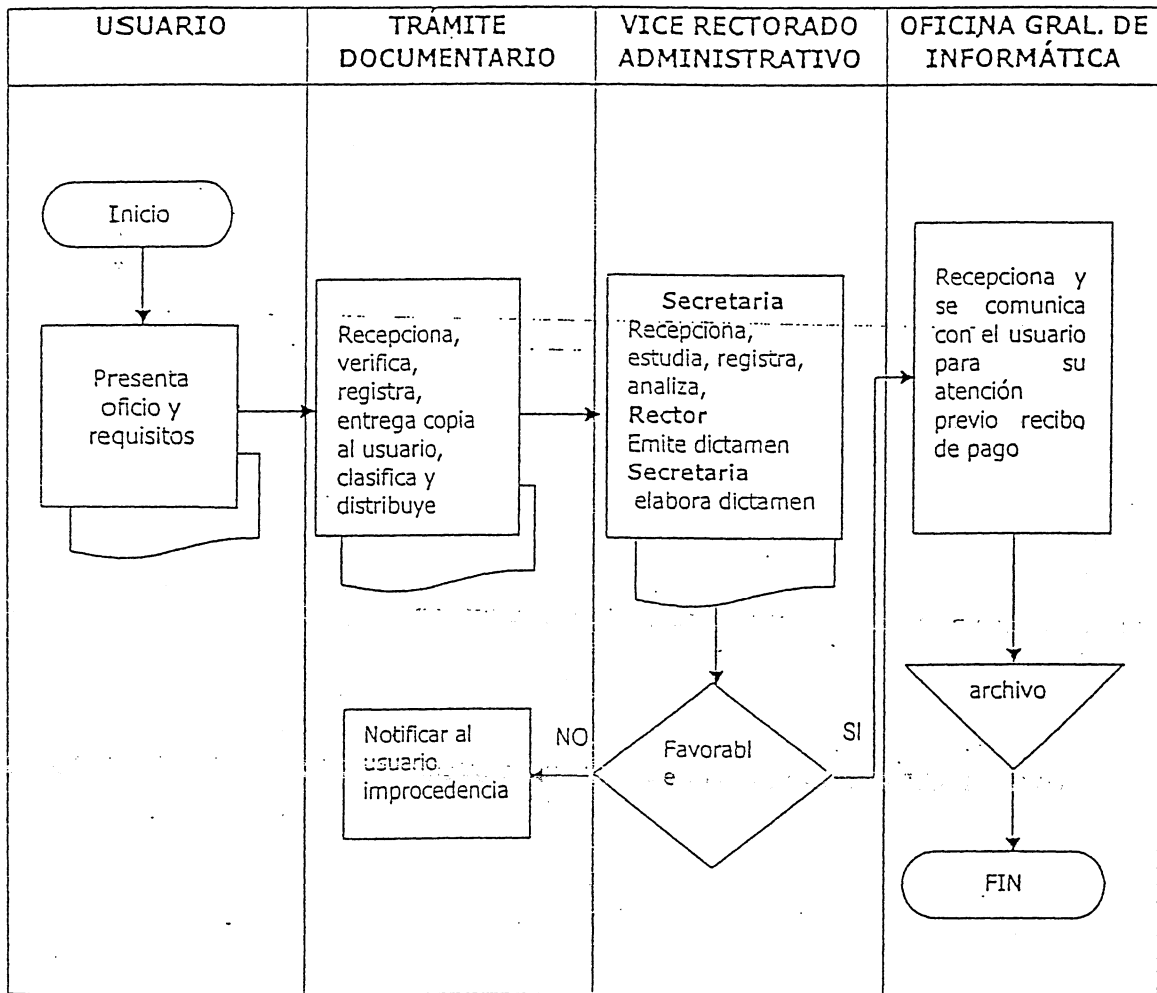 USUARIO
TRÁMITE
DOCUMENTARIO
VICE RECTORADO
ADMINISTRATIVO
OFICINA GRAL. DE
INFORMÁTICA
Inicio
Presenta
oficio y
requisitos
Recepciona,
verifica,
registra,
entrega copia
al usuario,
clasifica y
distribuye
Secretaria
Recepciona,
estudia, registra,
analiza,
Rector
Emite dictamen
Secretaria
elabora dictamen
Favorabl
e
NO
SI
Notificar al
usuario
improcedencia
Recepciona y
se comunica
con el usuario
para su
atención
previo recibo
de pago
archivo
FIN